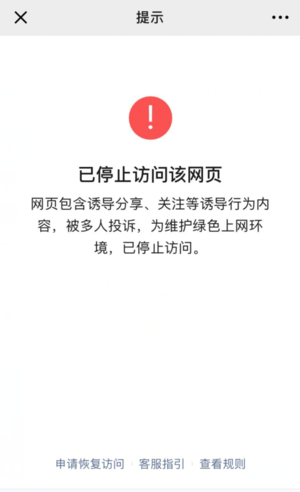 提示
已停止访问该网页
网页包含诱导分享、关注等诱导行为内
容，被多人投诉，为维护绿色上网环
境，已停止访问。
申请恢复访问 客服指引 查看规则